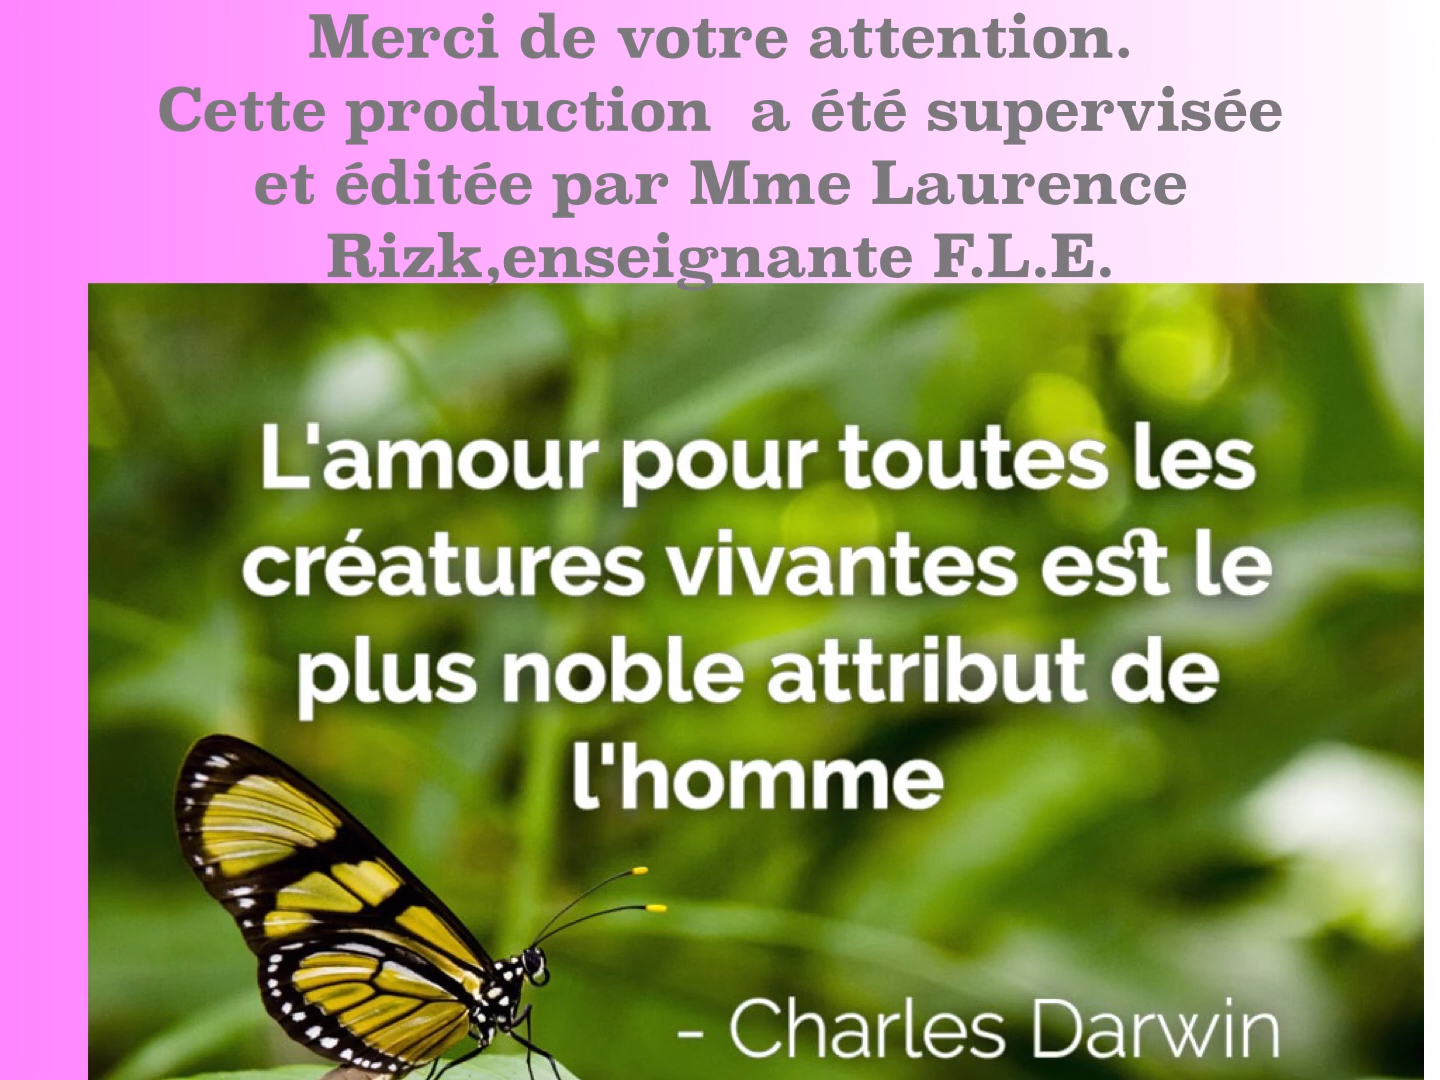 Merci de votre attention.
Cette production  a été supervisée
et éditée par Mme Laurence
Rizk,enseignante F.L.E.
L'amour pour toutes les
créatures vivantes est le
plus noble attribut de
l'homme
- Charles Darwin